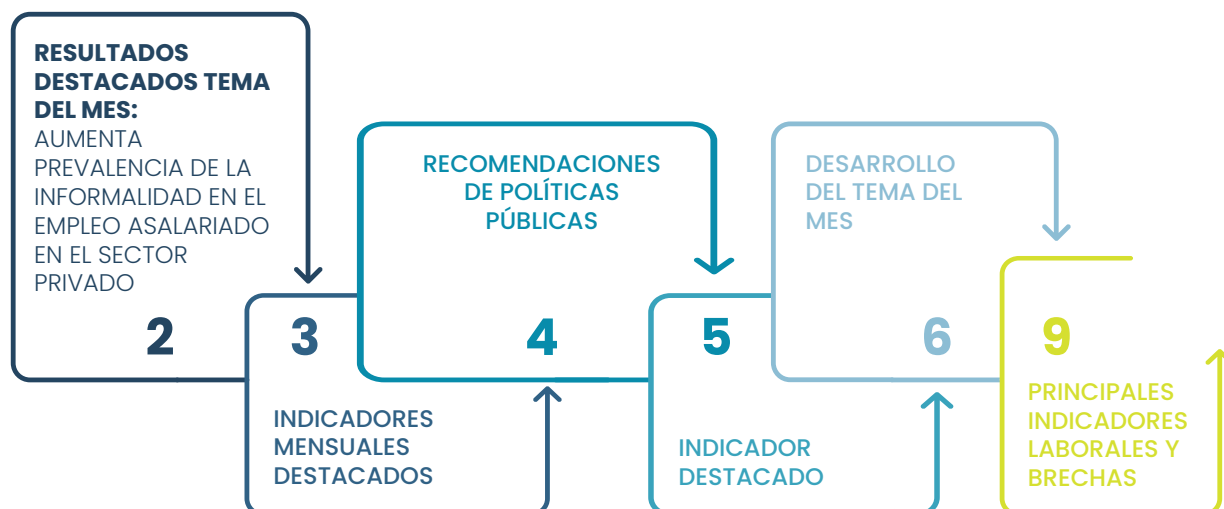 RESULTADOS
DESTACADOS TEMA
DEL MES:
AUMENTA
PREVALENCIA DE LA
INFORMALIDAD EN EL
EMPLEO ASALARIADO
EN EL SECTOR
PRIVADO
2
3
INDICADORES
MENSUALES
DESTACADOS
RECOMENDACIONES
DE POLÍTICAS
PÚBLICAS
4
5
INDICADOR
DESTACADO
DESARROLLO
DEL TEMA DEL
MES
6
9
PRINCIPALES
INDICADORES
LABORALES Y
BRECHAS